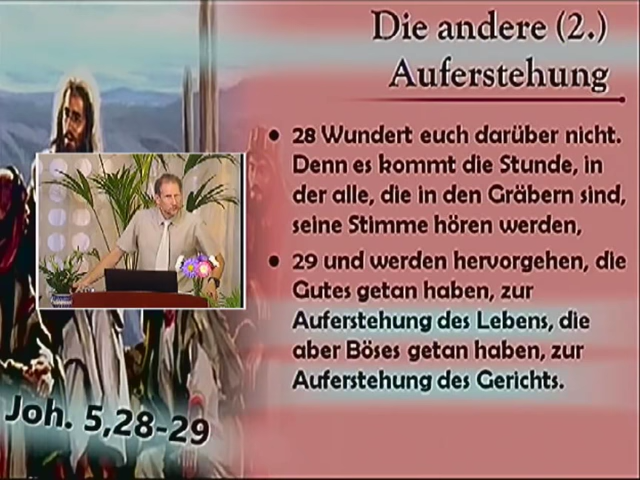 Die andere (2.)
Auferstehung
• 28 Wundert euch darüber nicht.
Denn es kommt die Stunde, in
der alle, die in den Gräbern sind,
seine Stimme hören werden,
• 29 und werden hervorgehen, die
Gutes getan haben, zur
Auferstehung des Lebens, die
aber Böses getan haben, zur
Auferstehung des Gerichts.
Joh. 5,28-29